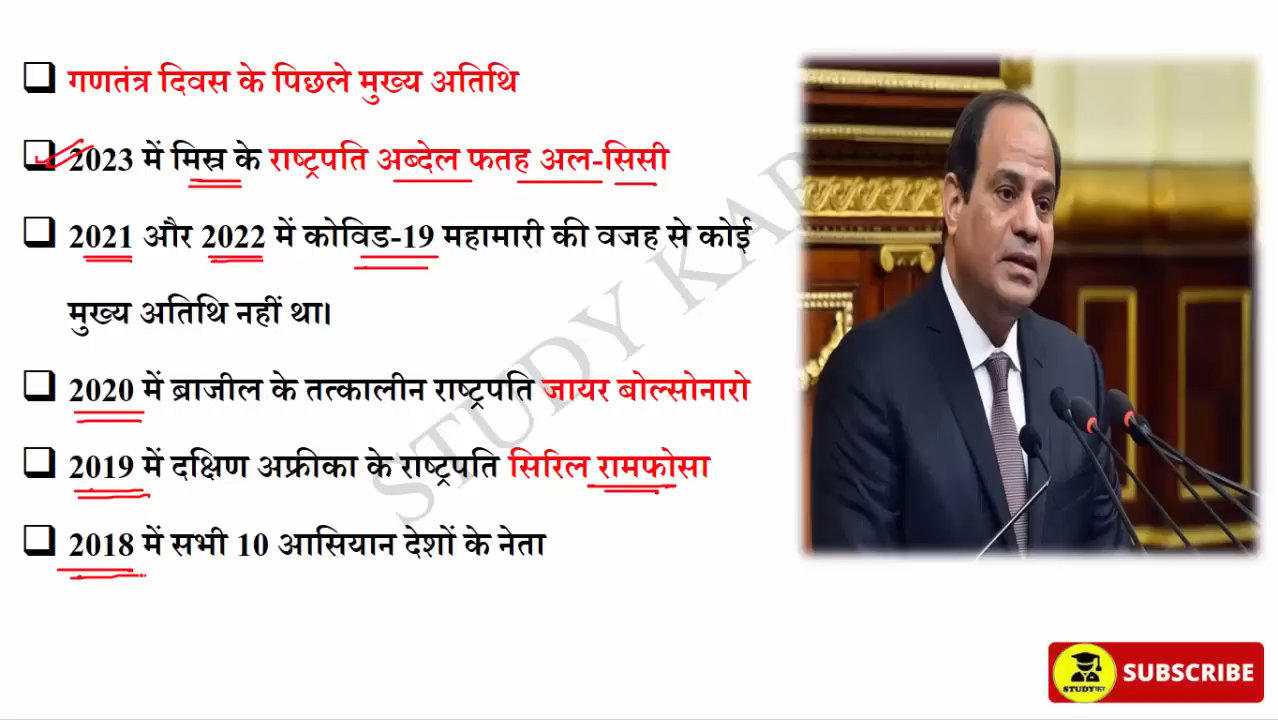 गणतंत्र दिवस के पिछले मुख्य अतिथि
2023 में मिस्र के राष्ट्रपति अब्देल फतह अल-सिसी
2021 और 2022 में कोविड-19 महामारी की वजह से कोई
मुख्य अतिथि नहीं था।
2020 में ब्राजील के तत्कालीन राष्ट्रपति जायर बोल्सोनारो
2019 में दक्षिण अफ्रीका के राष्ट्रपति सिरिल रामफोसा
2018 में सभी 10 आसियान देशों के नेता
STUDY
STUDYकर
SUBSCRIBE